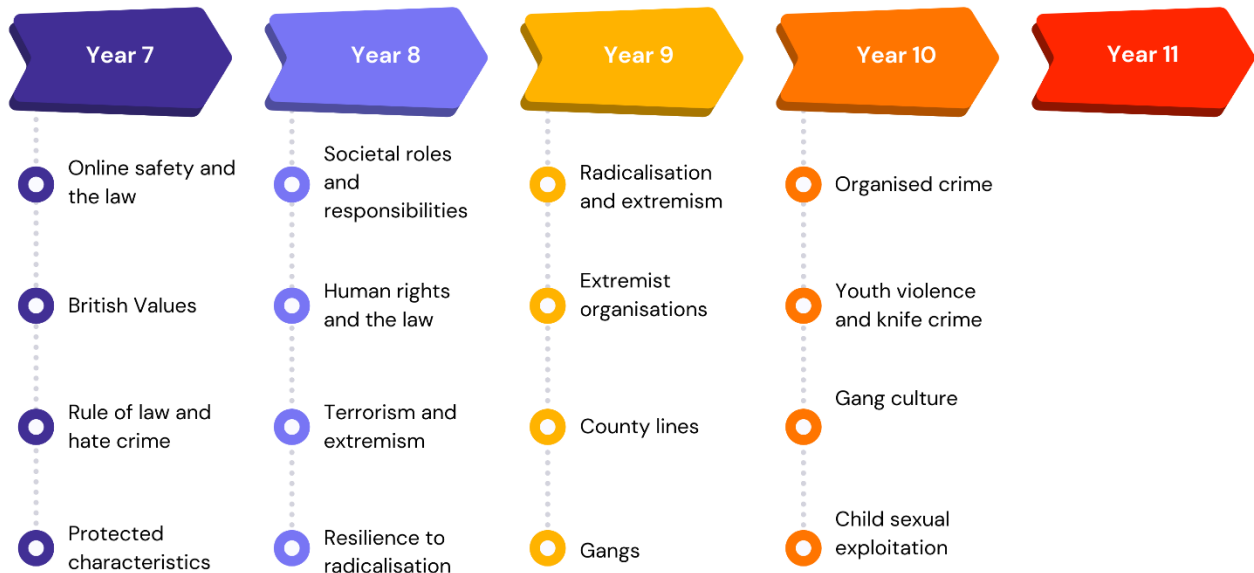 Year 7
Year 8
Year 9
Year 10
Year 11
Online safety and
the law
British Values
Rule of law and
hate crime
Protected
characteristics
Societal roles
and
responsibilities
Human rights
and the law
Terrorism and
extremism
Resilience to
radicalisation
Radicalisation
and extremism
Extremist
organisations
County lines
Gangs
Organised crime
Youth violence
and knife crime
Gang culture
Child sexual
exploitation